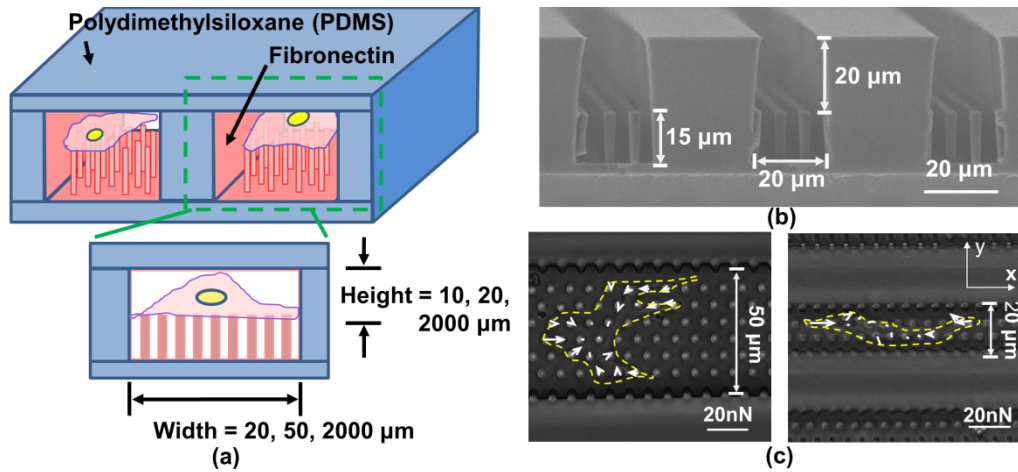 Polydimethylsiloxane (PDMS)
Fibronectin
Height = 10, 20,
2000 μm
Width = 20, 50, 2000 μm
(a)
20 μm
15 μm
20 μm
20 μm
(b)
50 μm
20nN
y
x
20 μm
20nN
(c)